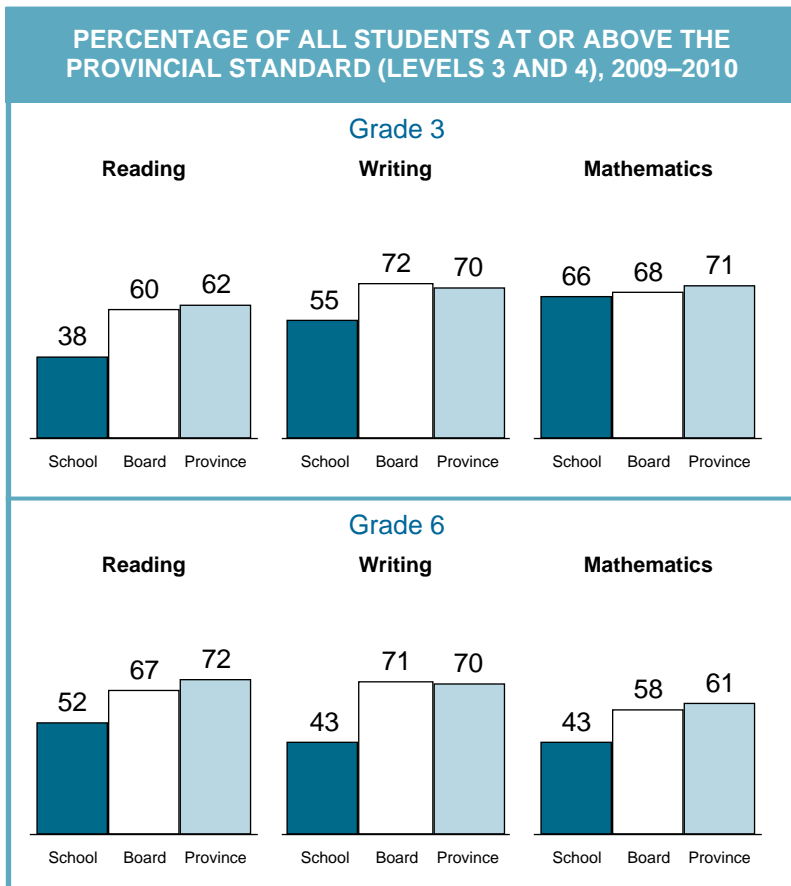 PERCENTAGE OF ALL STUDENTS AT OR ABOVE THE
PROVINCIAL STANDARD (LEVELS 3 AND 4), 2009–2010
Grade 3
Reading Writing Mathematics
38 60 62 55 72 70 66 68 71
School Board Province School Board Province School Board Province
Grade 6
Reading Writing Mathematics
52 67 72 43 71 70 43 58 61
School Board Province School Board Province School Board Province